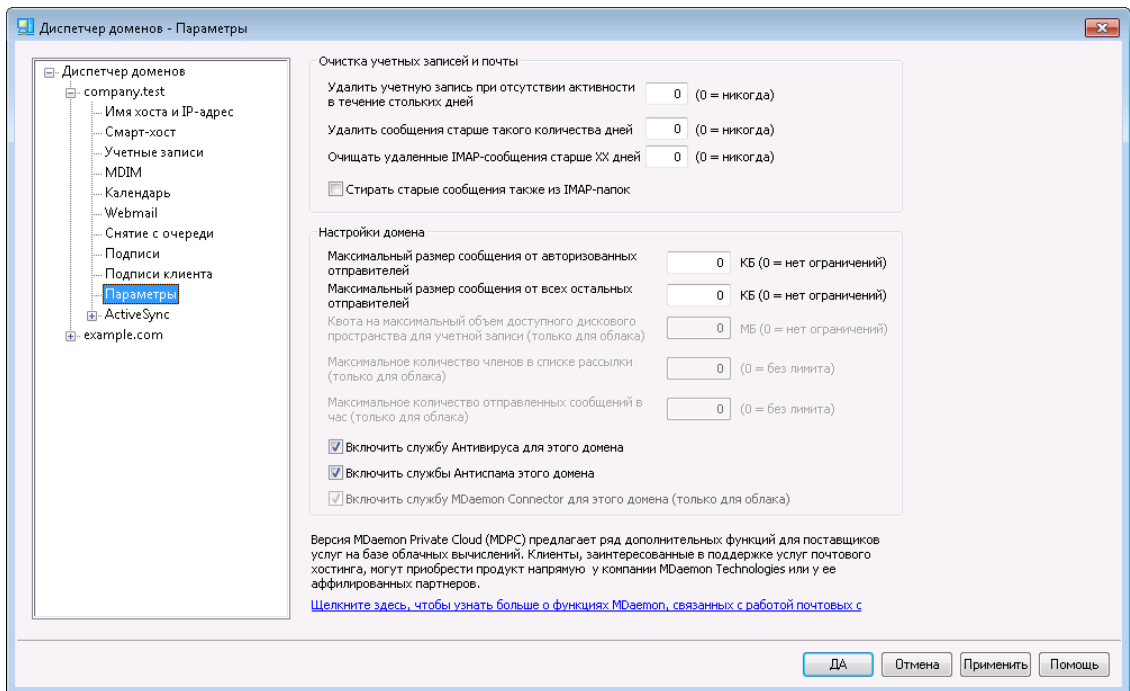 Диспетчер доменов - Параметры
Диспетчер доменов
company.test
Имя хоста и IP-адрес
Смарт-хост
Учетные записи
MDIM
Календарь
Webmail
Снятие с очереди
Подписи
Подписи клиента
Параметры
ActiveSync
example.com
Очистка учетных записей и почты
Удалить учетную запись при отсутствии активности
в течение стольких дней
0 (0 = никогда)
Удалить сообщения старше такого количества дней 0 (0 = никогда)
Очищать удаленные IMAP-сообщения старше XX дней 0 (0 = никогда)
Стирать старые сообщения также из IMAP-папок
Настройки домена
Максимальный размер сообщения от авторизованных
отправителей
0 КБ (0 = нет ограничений)
Максимальный размер сообщения от всех остальных
отправителей
0 КБ (0 = нет ограничений)
Квота на максимальный объем доступного дискового
пространства для учетной записи (только для облака)
0 МБ (0 = нет ограничений)
Максимальное количество членов в списке рассылки
(только для облака)
0 (0 = без лимита)
Максимальное количество отправленных сообщений в
час (только для облака)
0 (0 = без лимита)
Включить службу Антивируса для этого домена
Включить службы Антиспама этого домена
Включить службу MDaemon Connector для этого домена (только для облака)
Версия MDaemon Private Cloud (MDPC) предлагает ряд дополнительных функций для поставщиков
услуг на базе облачных вычислений. Клиенты, заинтересованные в поддержке услуг почтового
хостинга, могут приобрести продукт напрямую у компании MDaemon Technologies или у ее
аффилированных партнеров.
Щелкните здесь, чтобы узнать больше о функциях MDaemon, связанных с работой почтовых с
ДА Отмена Применить Помощь